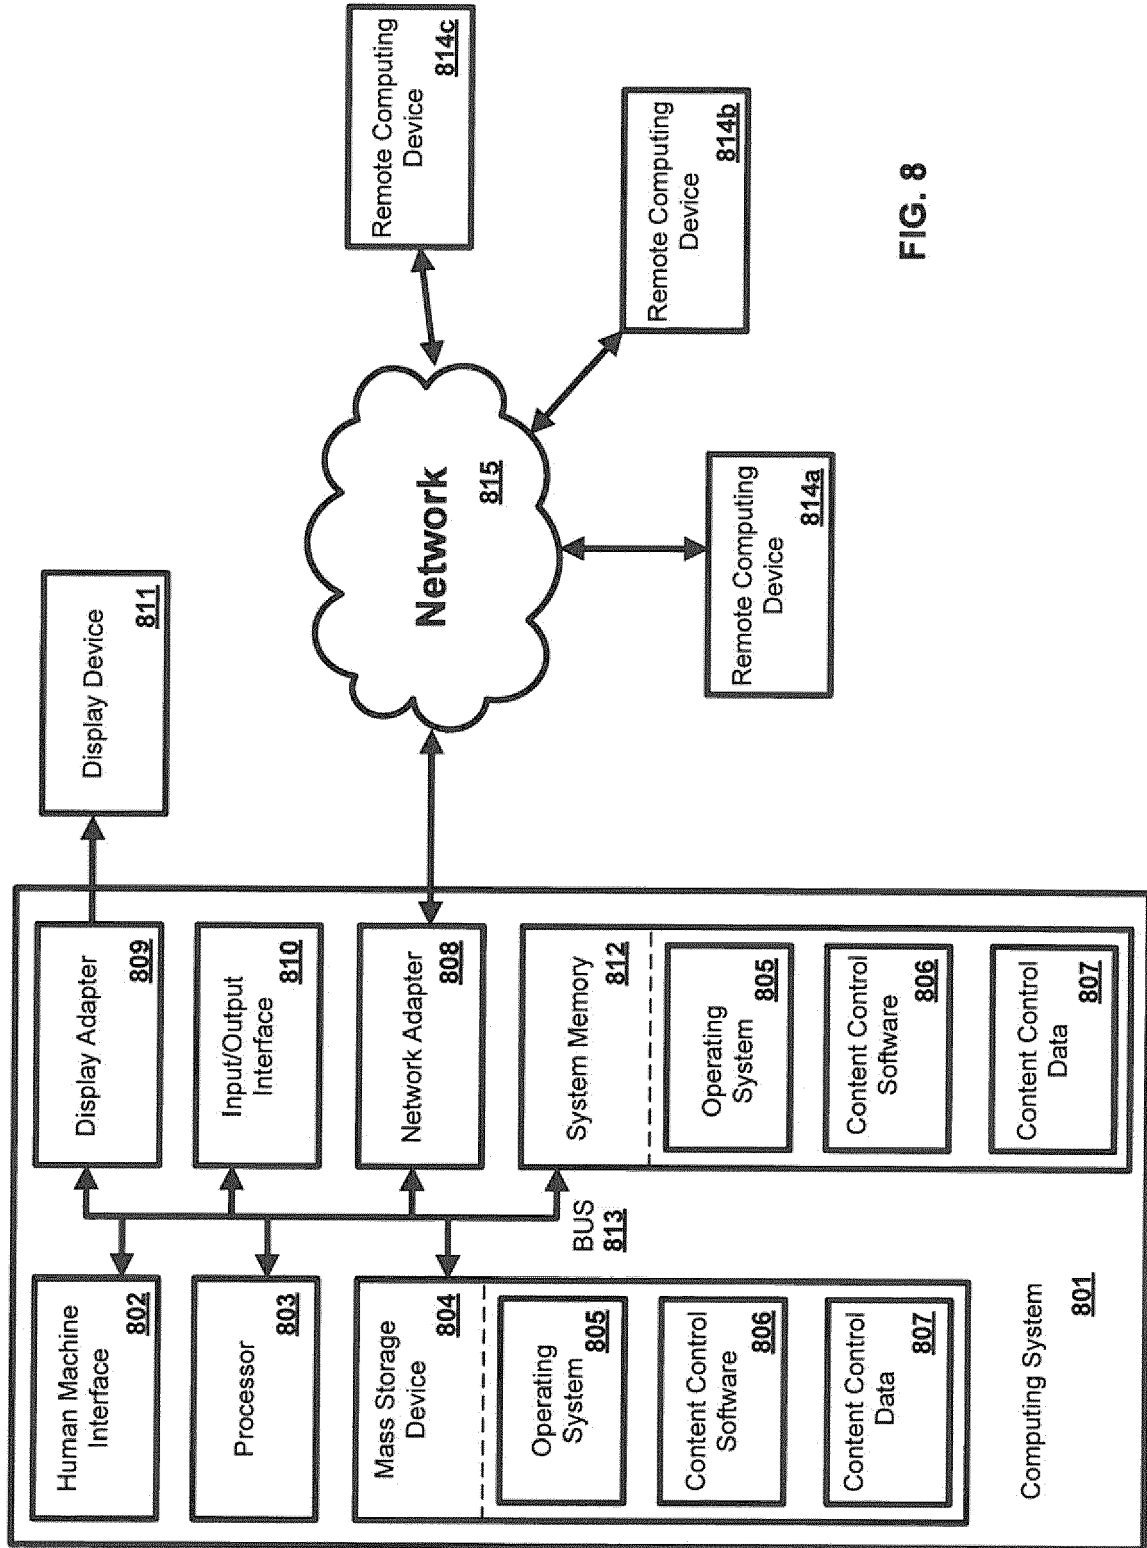 Human Machine
Interface
802
Processor
803
Mass Storage
Device
804
Operating
System
805
Content Control
Software
806
Content Control
Data
807
Computing System
801
BUS
813
Display Adapter
809
Input/Output
Interface
810
Network Adapter
808
System Memory
812
Operating
System
805
Content Control
Software
806
Content Control
Data
807
Display Device
811
Network
815
Remote Computing
Device
814a
Remote Computing
Device
814b
Remote Computing
Device
814c
FIG. 8